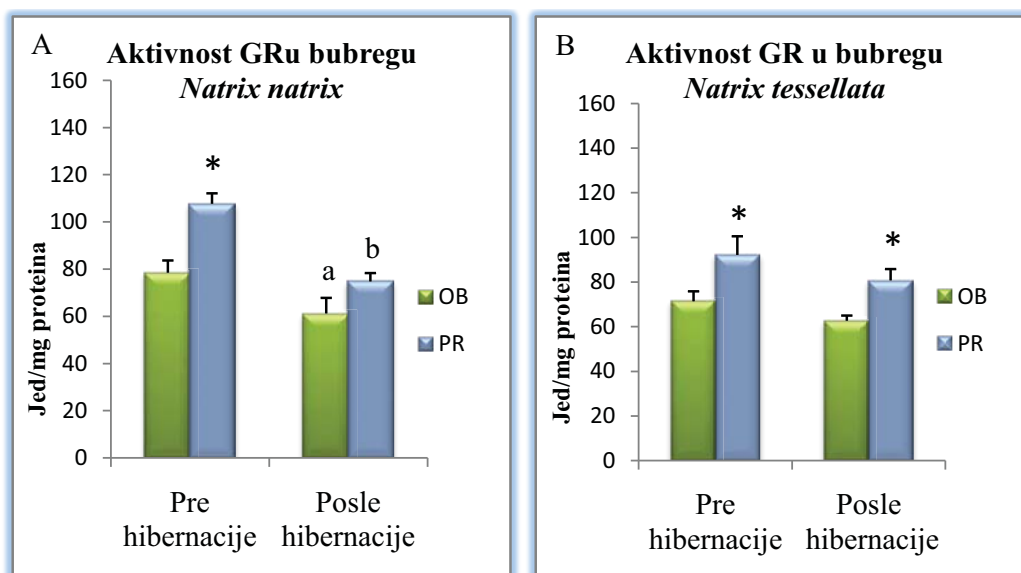 A
Aktivnost GRu bubregu
Natrix natrix
160
140
120
100
80
60
40
20
0
Jed/mg proteina
*
a
b
OB
PR
Pre
hibernacije
Posle
hibernacije
B
Aktivnost GR u bubregu
Natrix tessellata
160
140
120
100
80
60
40
20
0
Jed/mg proteina
*
*
OB
PR
Pre
hibernacije
Posle
hibernacije